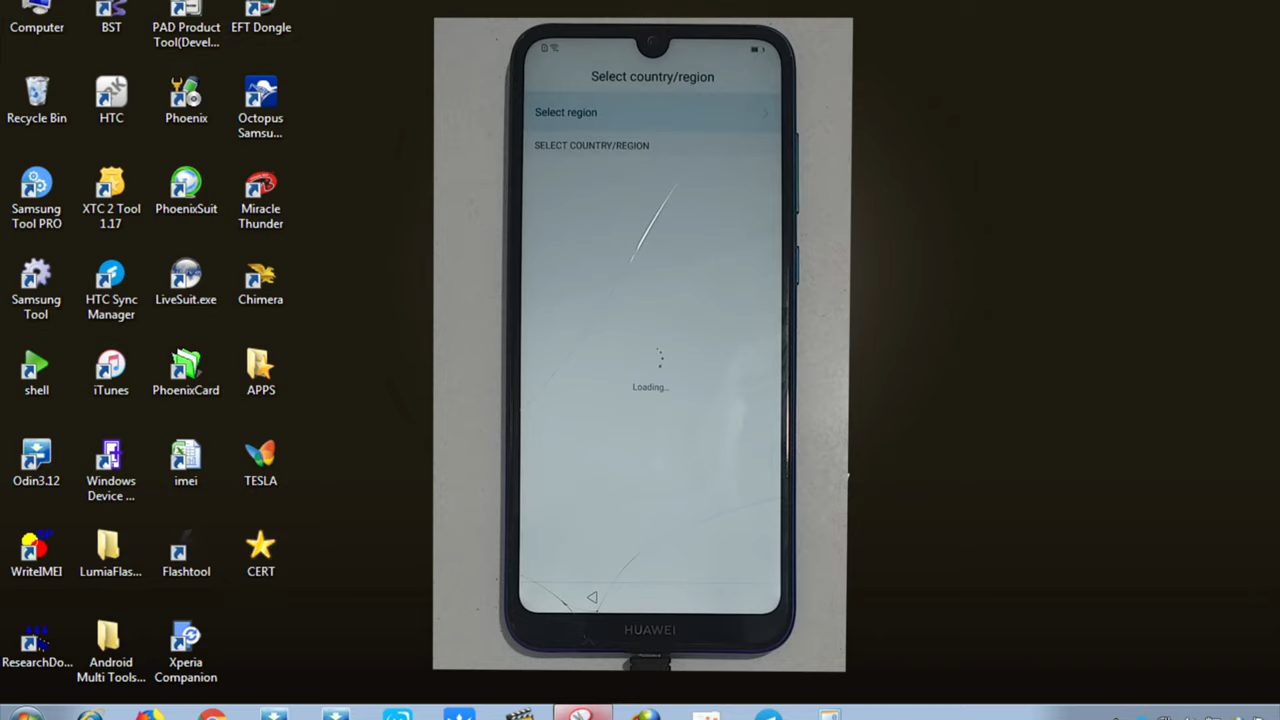 Computer
BST
PAD Product
Tool(Devel...
EFT Dongle
Recycle Bin
HTC
Phoenix
Octopus
Samsu...
Samsung
Tool PRO
XTC 2 Tool
1.17
PhoenixSuit
Miracle
Thunder
Samsung
Tool
HTC Sync
Manager
LiveSuit.exe
Chimera
shell
iTunes
PhoenixCard
APPS
Odin3.12
Windows
Device ...
imei
TESLA
WriteIMEI
LumiaFlas...
Flashtool
CERT
ResearchDo...
Android
Multi Tools...
Xperia
Companion
Select country/region
Select region
SELECT COUNTRY/REGION
Loading...
HUAWEI